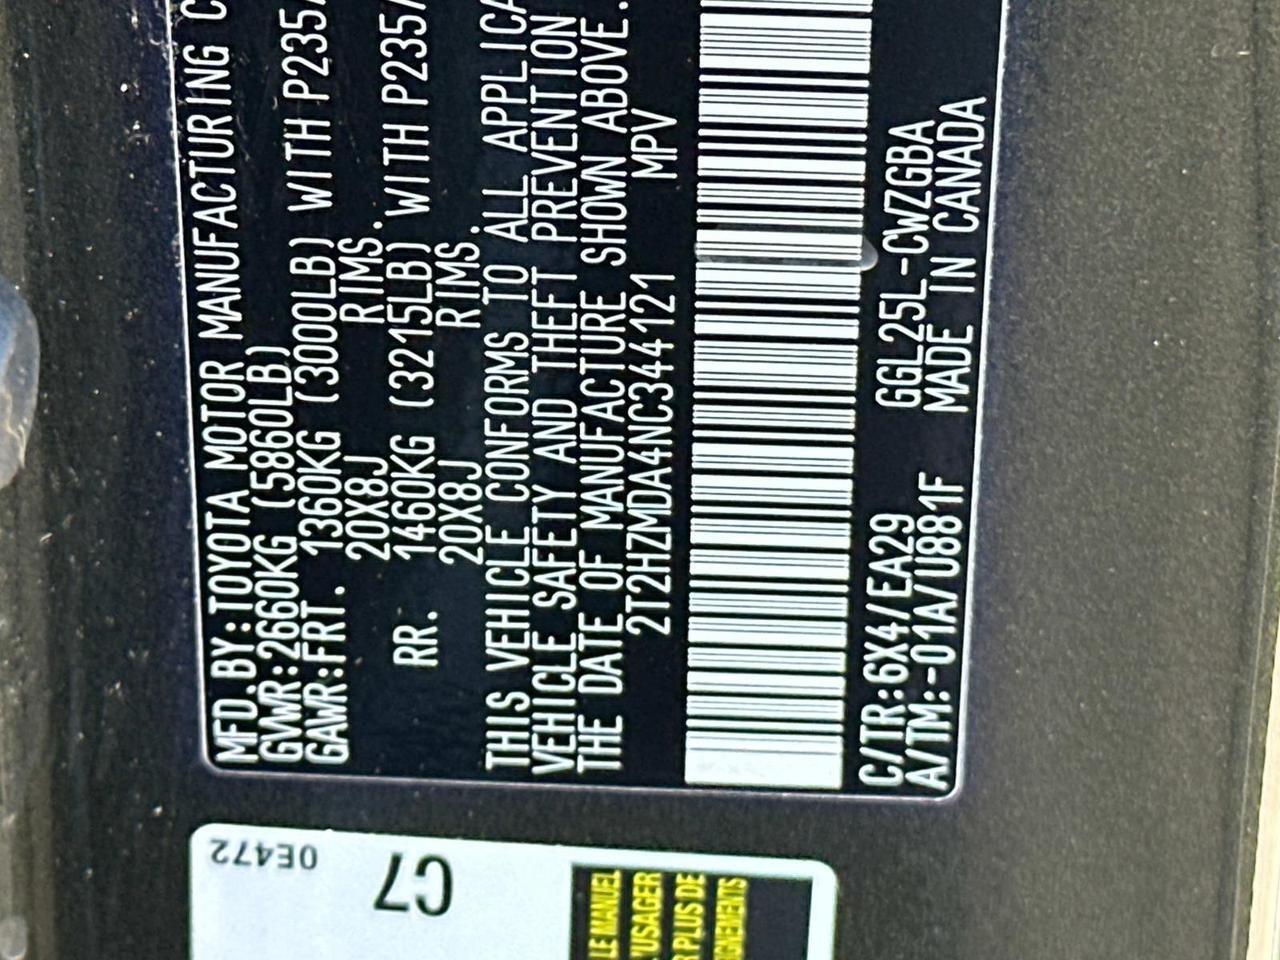 MFD.BY:TOYOTA MOTOR MANUFACTURING C
GVWR:2660KG (5860LB)
GAWR:FRT. 1360KG (3000LB) WITH P235/
20X8J RIMS.
RR. 1460KG (3215LB) WITH P235/
20X8J RIMS.
THIS VEHICLE CONFORMS TO ALL APPLICA
VEHICLE SAFETY AND THEFT PREVENTION
THE DATE OF MANUFACTURE SHOWN ABOVE.
2T2HZMDA4NC344121 MPV
C/TR:6X4/EA29 GGL25L-CWZGBA
A/TM:-01A/U881F MADE IN CANADA
0E472
C7
LE MANUEL
'USAGER
R PLUS DE
IGNEMENTS